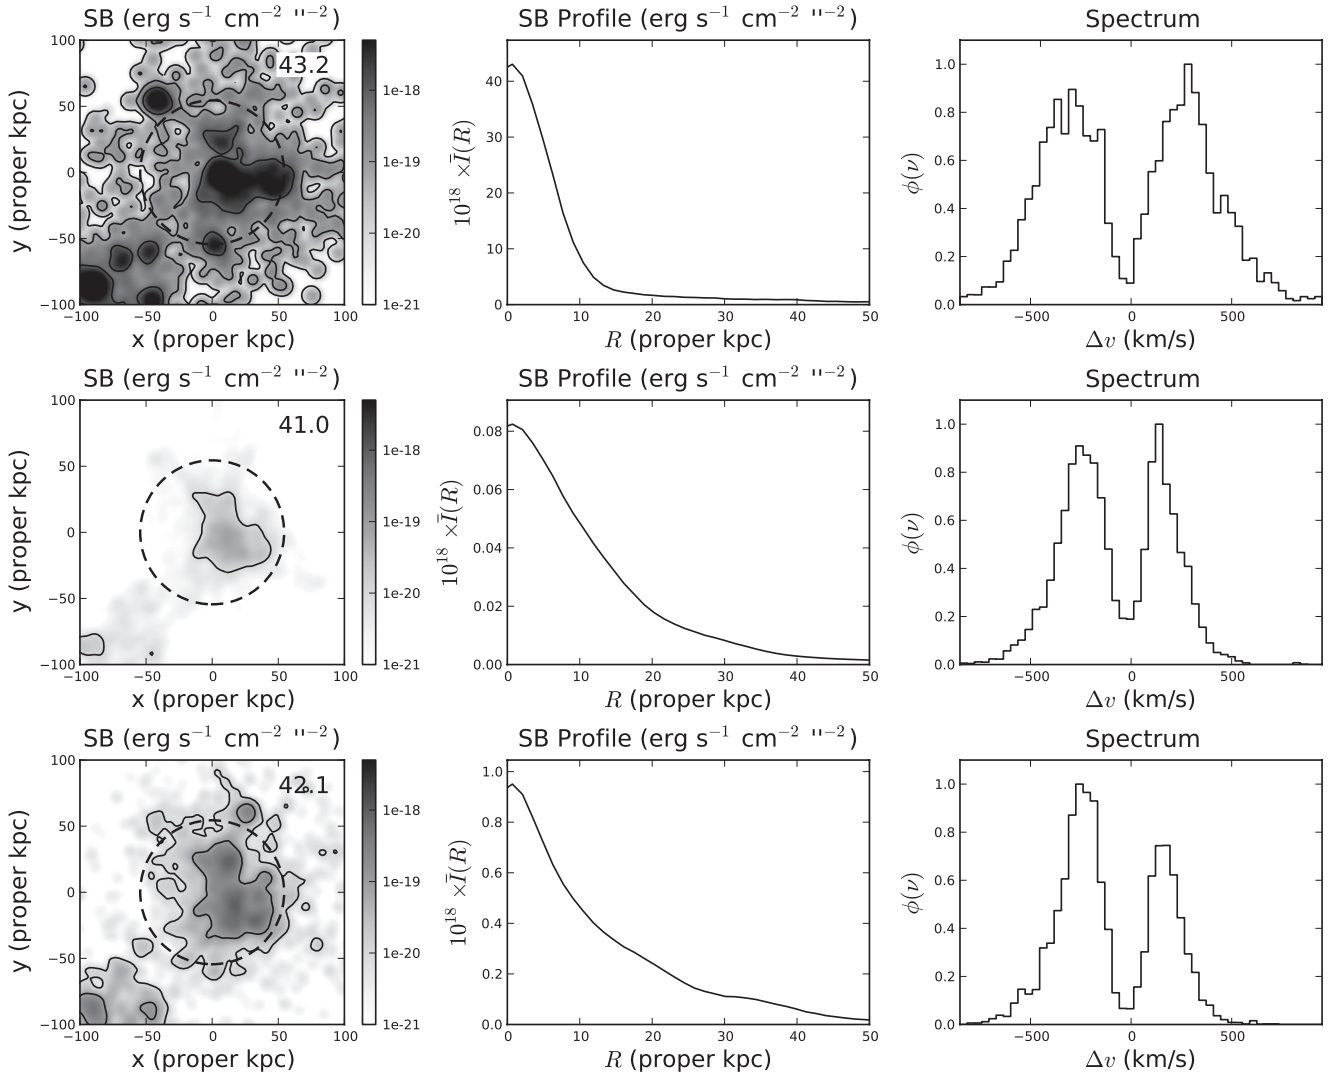 SB (erg s⁻¹ cm⁻² "⁻²)
SB Profile (erg s⁻¹ cm⁻² "⁻²)
Spectrum
43.2
100
50
0
−50
−100
−100 −50 0 50 100
y (proper kpc)
x (proper kpc)
1e-18
1e-19
1e-20
1e-21
40
30
20
10
0
0 10 20 30 40 50
10¹⁸ ×Ī(R)
R (proper kpc)
1.0
0.8
0.6
0.4
0.2
0.0
−500 0 500
ϕ(ν)
Δv (km/s)
SB (erg s⁻¹ cm⁻² "⁻²)
SB Profile (erg s⁻¹ cm⁻² "⁻²)
Spectrum
41.0
100
50
0
−50
−100
−100 −50 0 50 100
y (proper kpc)
x (proper kpc)
1e-18
1e-19
1e-20
1e-21
0.08
0.06
0.04
0.02
0.00
0 10 20 30 40 50
10¹⁸ ×Ī(R)
R (proper kpc)
1.0
0.8
0.6
0.4
0.2
0.0
−500 0 500
ϕ(ν)
Δv (km/s)
SB (erg s⁻¹ cm⁻² "⁻²)
SB Profile (erg s⁻¹ cm⁻² "⁻²)
Spectrum
42.1
100
50
0
−50
−100
−100 −50 0 50 100
y (proper kpc)
x (proper kpc)
1e-18
1e-19
1e-20
1e-21
1.0
0.8
0.6
0.4
0.2
0.0
0 10 20 30 40 50
10¹⁸ ×Ī(R)
R (proper kpc)
1.0
0.8
0.6
0.4
0.2
0.0
−500 0 500
ϕ(ν)
Δv (km/s)